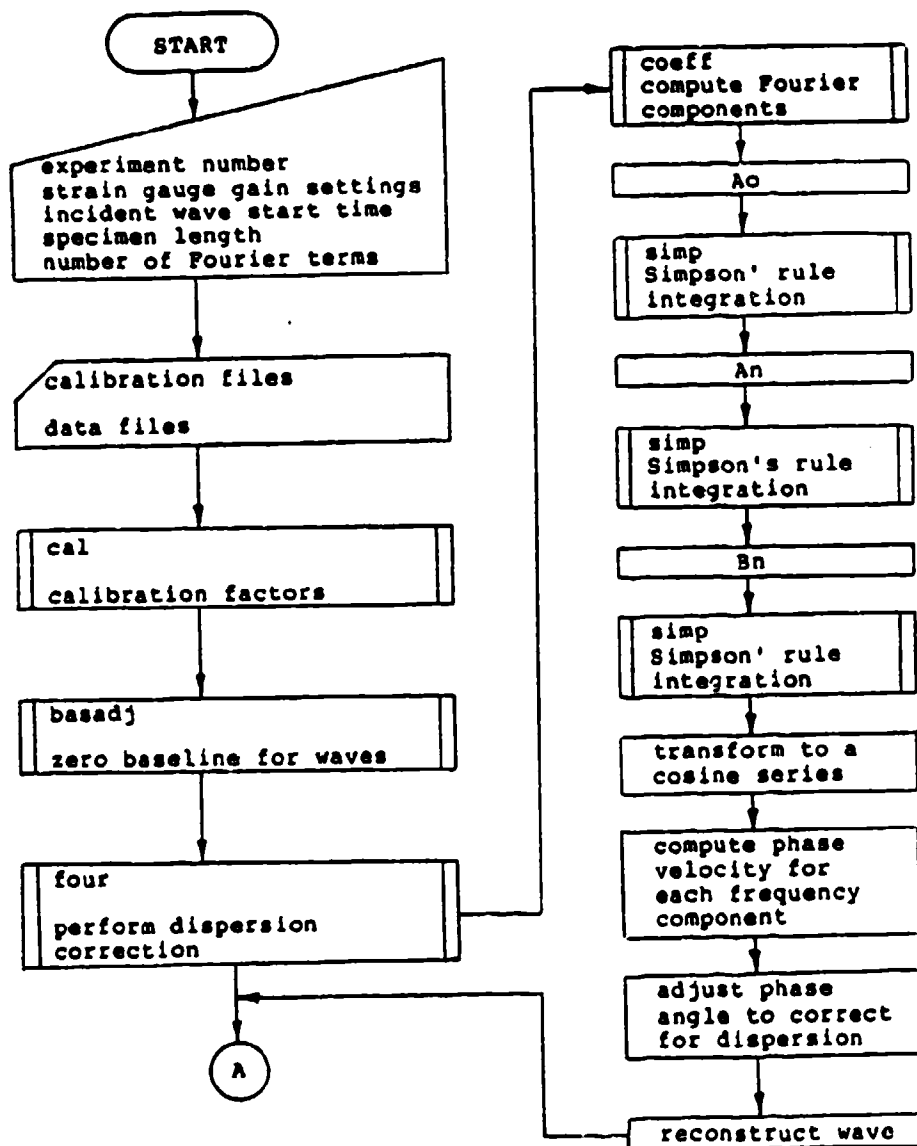 START
experiment number
strain gauge gain settings
incident wave start time
specimen length
number of Fourier terms
calibration files
data files
cal
calibration factors
basadj
zero baseline for waves
four
perform dispersion
correction
A
coeff
compute Fourier
components
Ao
simp
Simpson' rule
integration
An
simp
Simpson's rule
integration
Bn
simp
Simpson' rule
integration
transform to a
cosine series
compute phase
velocity for
each frequency
component
adjust phase
angle to correct
for dispersion
reconstruct wave